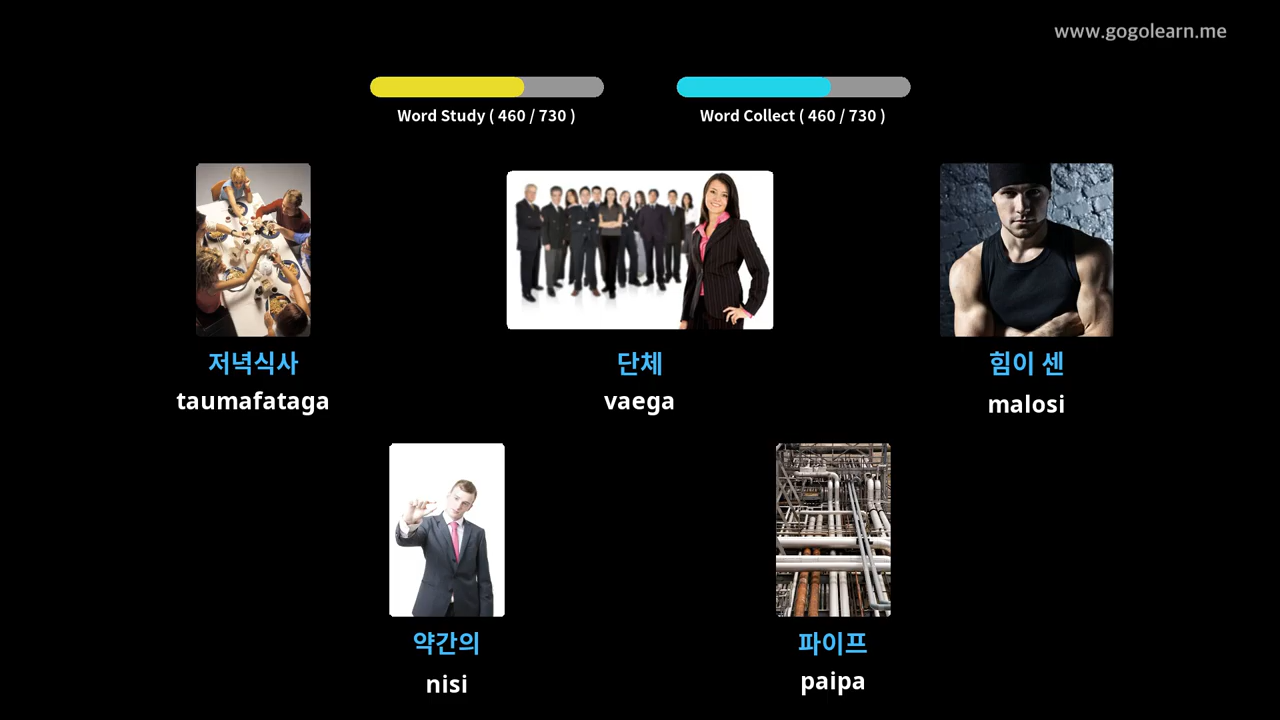 www.gogolearn.me
Word Study ( 460 / 730 )
Word Collect ( 460 / 730 )
저녁식사
taumafataga
단체
vaega
힘이 센
malosi
약간의
nisi
파이프
paipa